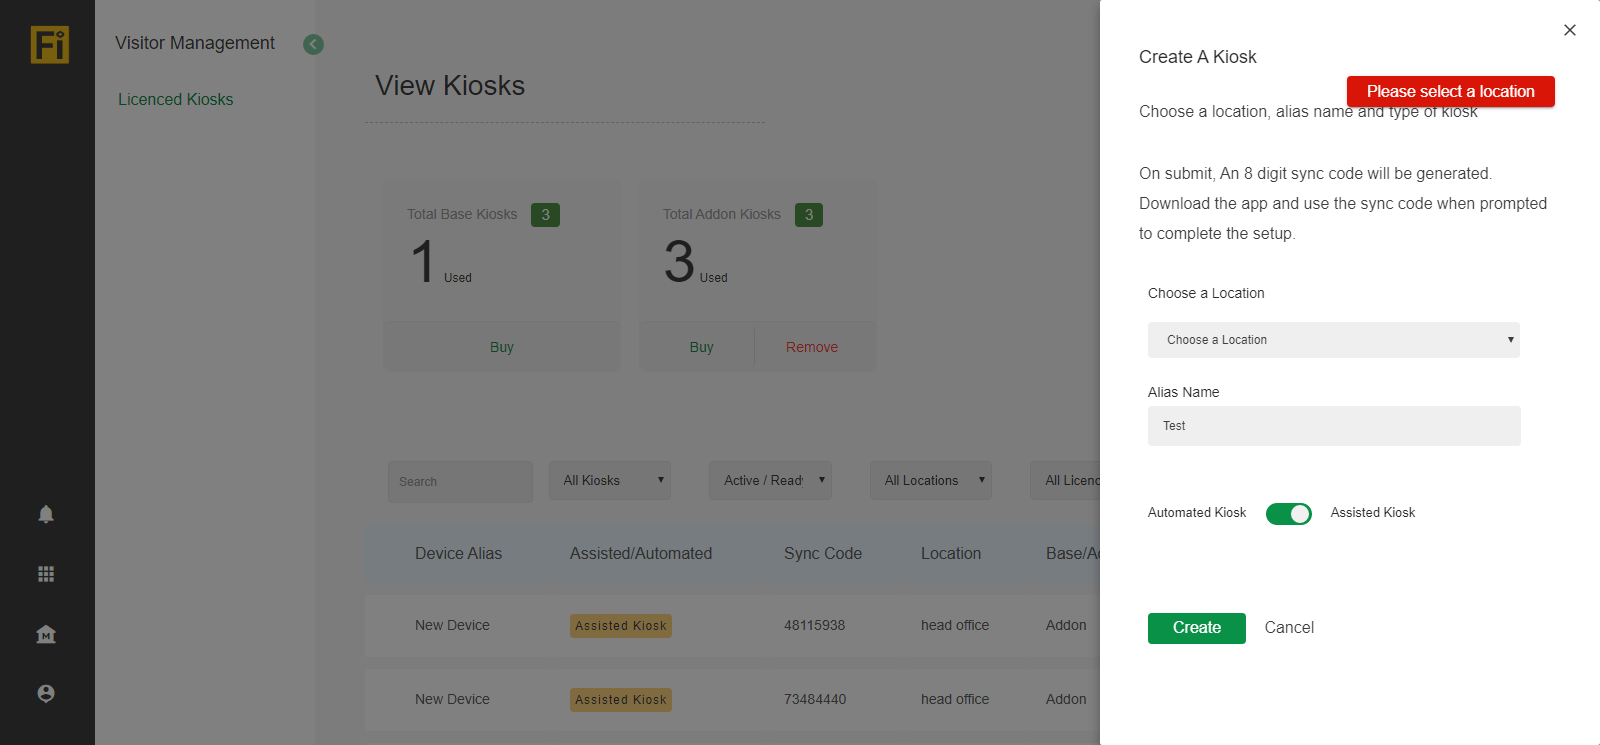 Fi
Visitor Management
Licenced Kiosks
View Kiosks
Total Base Kiosks 3
1 Used
Buy
Total Addon Kiosks 3
3 Used
Buy Remove
Search All Kiosks Active / Ready All Locations All Licenc
Device Alias Assisted/Automated Sync Code Location Base/A
New Device Assisted Kiosk 48115938 head office Addon
New Device Assisted Kiosk 73484440 head office Addon
M
Create A Kiosk
Please select a location
Choose a location, alias name and type of kiosk
On submit, An 8 digit sync code will be generated.
Download the app and use the sync code when prompted
to complete the setup.
Choose a Location
Choose a Location
Alias Name
Test
Automated Kiosk Assisted Kiosk
Create Cancel